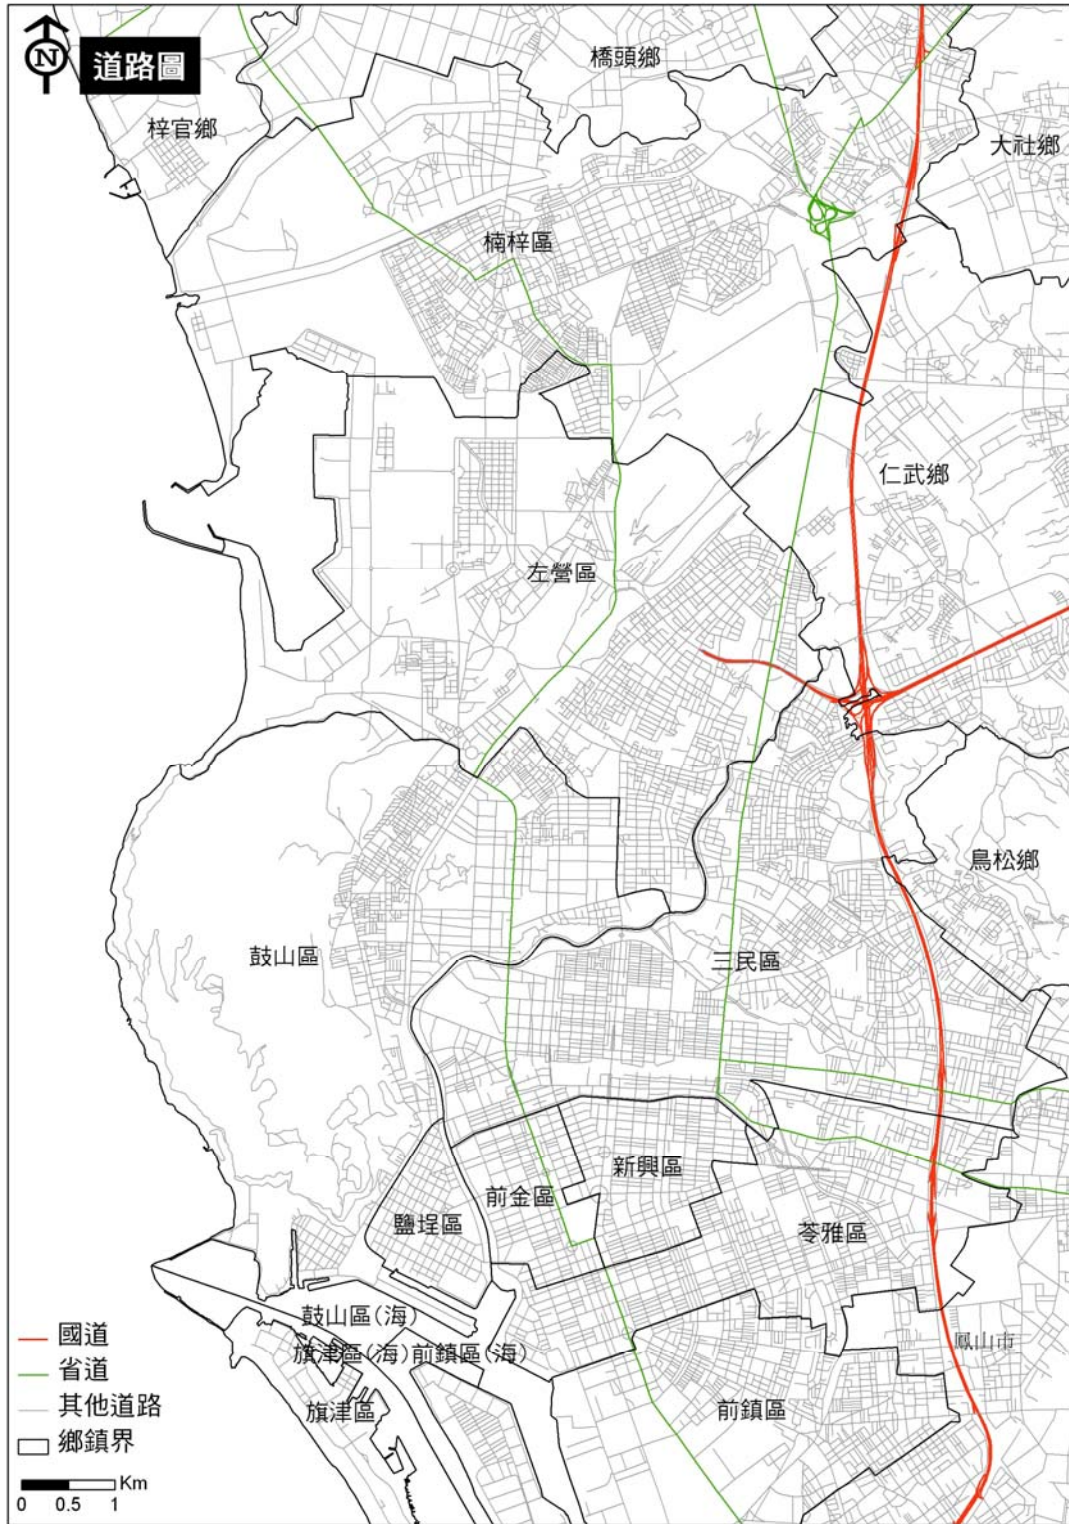 N
道路圖
橋頭鄉
梓官鄉
大社鄉
楠梓區
仁武鄉
左營區
鳥松鄉
鼓山區
三民區
新興區
前金區
鹽埕區
苓雅區
鼓山區(海)
鳳山市
旗津區(海)前鎮區(海)
旗津區
前鎮區
國道
省道
其他道路
鄉鎮界
Km
0 0.5 1